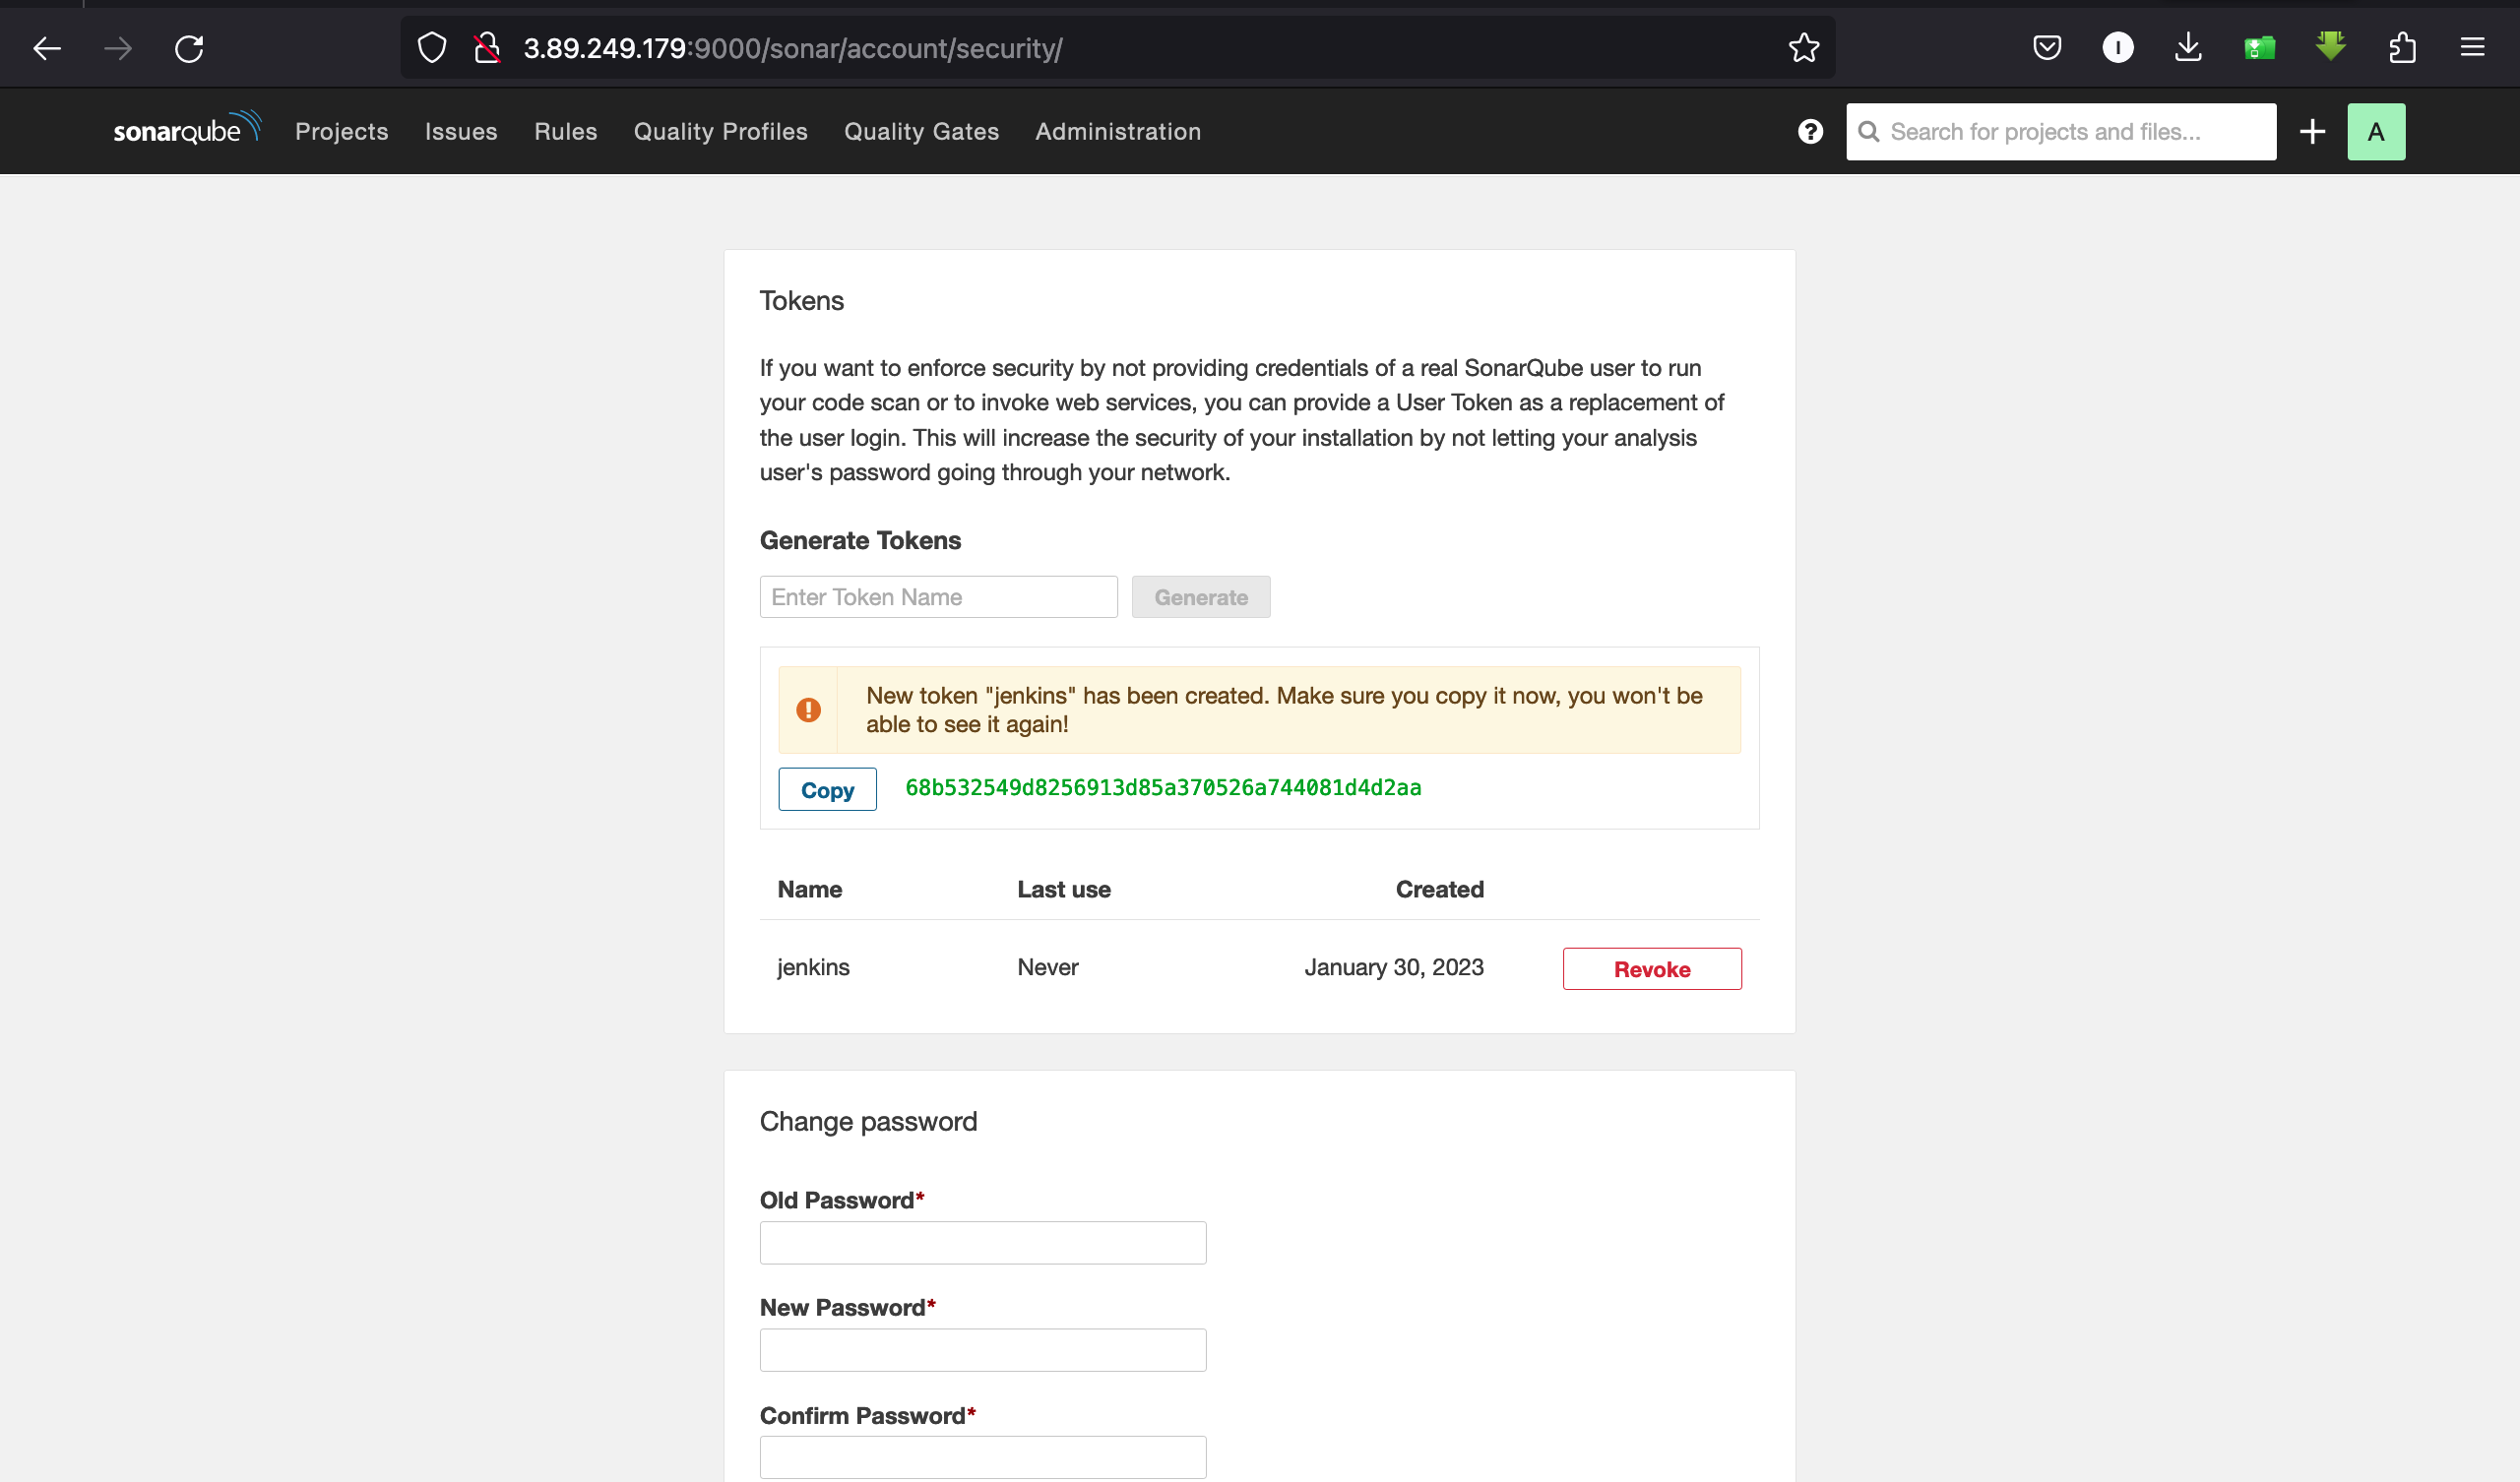 3.89.249.179:9000/sonar/account/security/
I
sonarqube
Projects
Issues
Rules
Quality Profiles
Quality Gates
Administration
?
Search for projects and files...
A
Tokens
If you want to enforce security by not providing credentials of a real SonarQube user to run
your code scan or to invoke web services, you can provide a User Token as a replacement of
the user login. This will increase the security of your installation by not letting your analysis
user's password going through your network.
Generate Tokens
Enter Token Name
Generate
New token "jenkins" has been created. Make sure you copy it now, you won't be
able to see it again!
Copy
68b532549d8256913d85a370526a744081d4d2aa
Name Last use Created
jenkins Never January 30, 2023 Revoke
Change password
Old Password*
New Password*
Confirm Password*